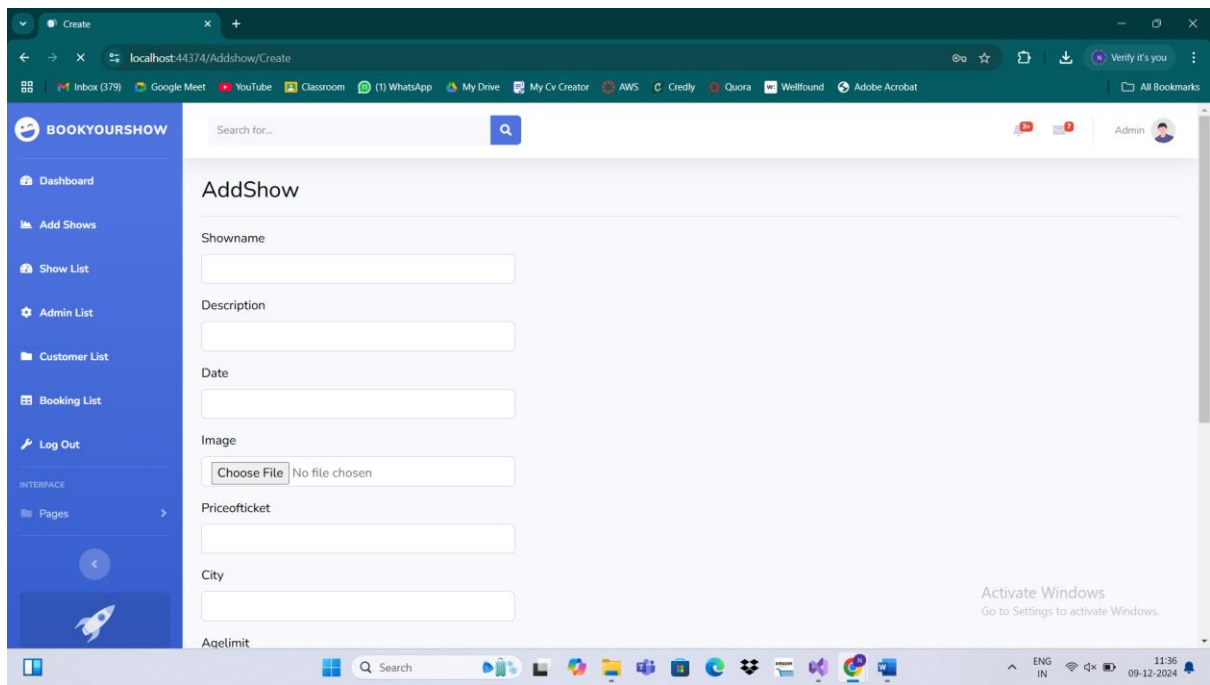 Create
localhost:44374/Addshow/Create
Verify it's you
Inbox (379) Google Meet YouTube Classroom (1) WhatsApp My Drive My Cv Creator AWS Credly Quora Wellfound Adobe Acrobat All Bookmarks
BOOKYOURSHOW
Search for...
3+
7
Admin
Dashboard
Add Shows
Show List
Admin List
Customer List
Booking List
Log Out
INTERFACE
Pages
AddShow
Showname
Description
Date
Image
Choose File No file chosen
Priceofticket
City
Agelimit
Activate Windows
Go to Settings to activate Windows.
Search
ENG
IN
11:36
09-12-2024